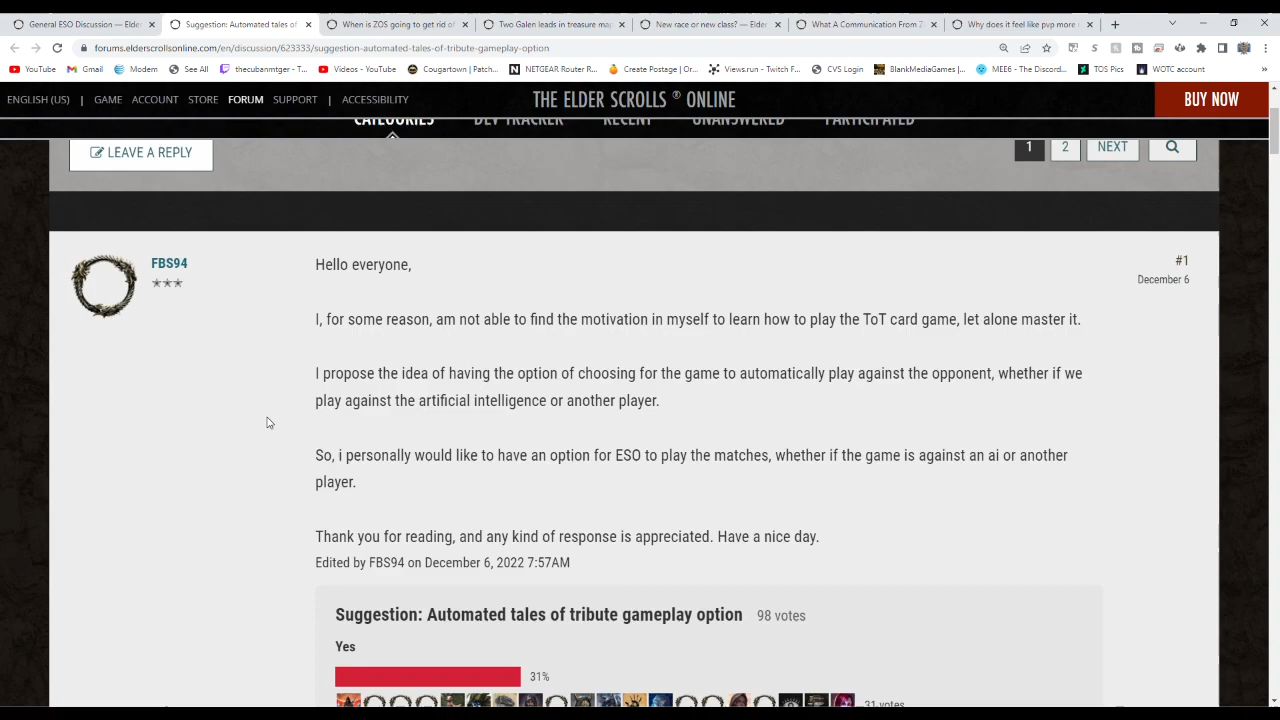 General ESO Discussion — Elde
Suggestion: Automated tales of
When is ZOS going to get rid of
Two Galen leads in treasure map
New race or new class? — Elder
What A Communication From Z
Why does it feel like pvp more
forums.elderscrollsonline.com/en/discussion/623333/suggestion-automated-tales-of-tribute-gameplay-option
YouTube
Gmail
Modem
See All
thecubanmtger - T...
Videos - YouTube
Cougartown | Patch...
NETGEAR Router R...
Create Postage | Or...
Views.run - Twitch F...
CVS Login
BlankMediaGames |...
MEE6 - The Discord...
TOS Pics
WOTC account
»
ENGLISH (US) | GAME ACCOUNT STORE FORUM SUPPORT | ACCESSIBILITY
THE ELDER SCROLLS ® ONLINE
BUY NOW
CATEGORIES DEV TRACKER RECENT UNANSWERED PARTICIPATED
LEAVE A REPLY
1 2 NEXT
FBS94
#1
December 6
Hello everyone,
I, for some reason, am not able to find the motivation in myself to learn how to play the ToT card game, let alone master it.
I propose the idea of having the option of choosing for the game to automatically play against the opponent, whether if we
play against the artificial intelligence or another player.
So, i personally would like to have an option for ESO to play the matches, whether if the game is against an ai or another
player.
Thank you for reading, and any kind of response is appreciated. Have a nice day.
Edited by FBS94 on December 6, 2022 7:57AM
Suggestion: Automated tales of tribute gameplay option 98 votes
Yes
31%
31 votes